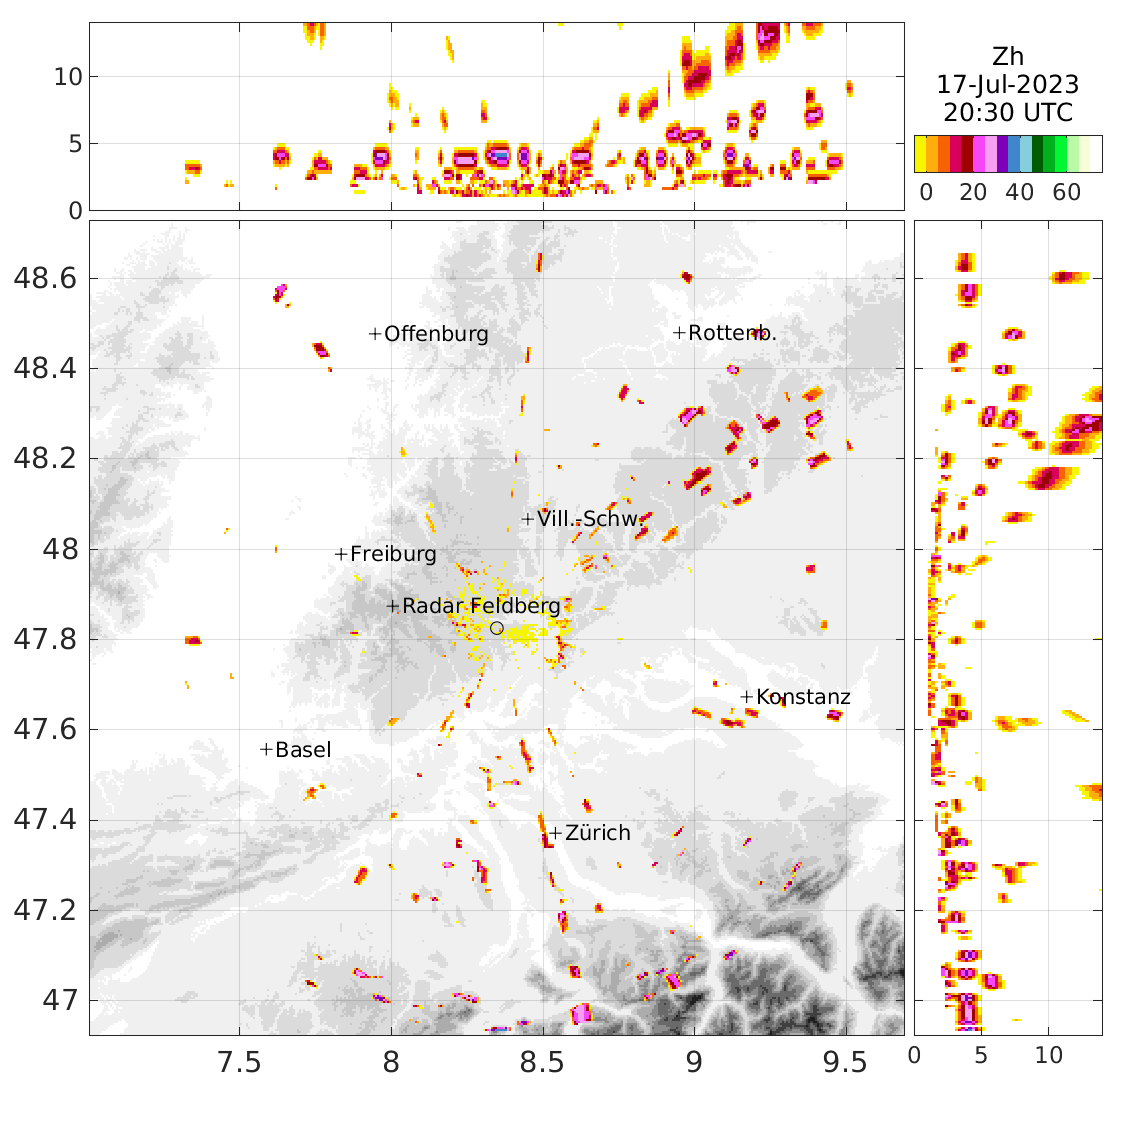 Zh
17-Jul-2023
20:30 UTC
0 20 40 60
10
5
0
48.6
48.4
48.2
48
47.8
47.6
47.4
47.2
47
+Offenburg
+Rottenb.
+Vill.-Schw.
+Freiburg
+Radar Feldberg
+Konstanz
+Basel
+Zürich
7.5 8 8.5 9 9.5
0 5 10